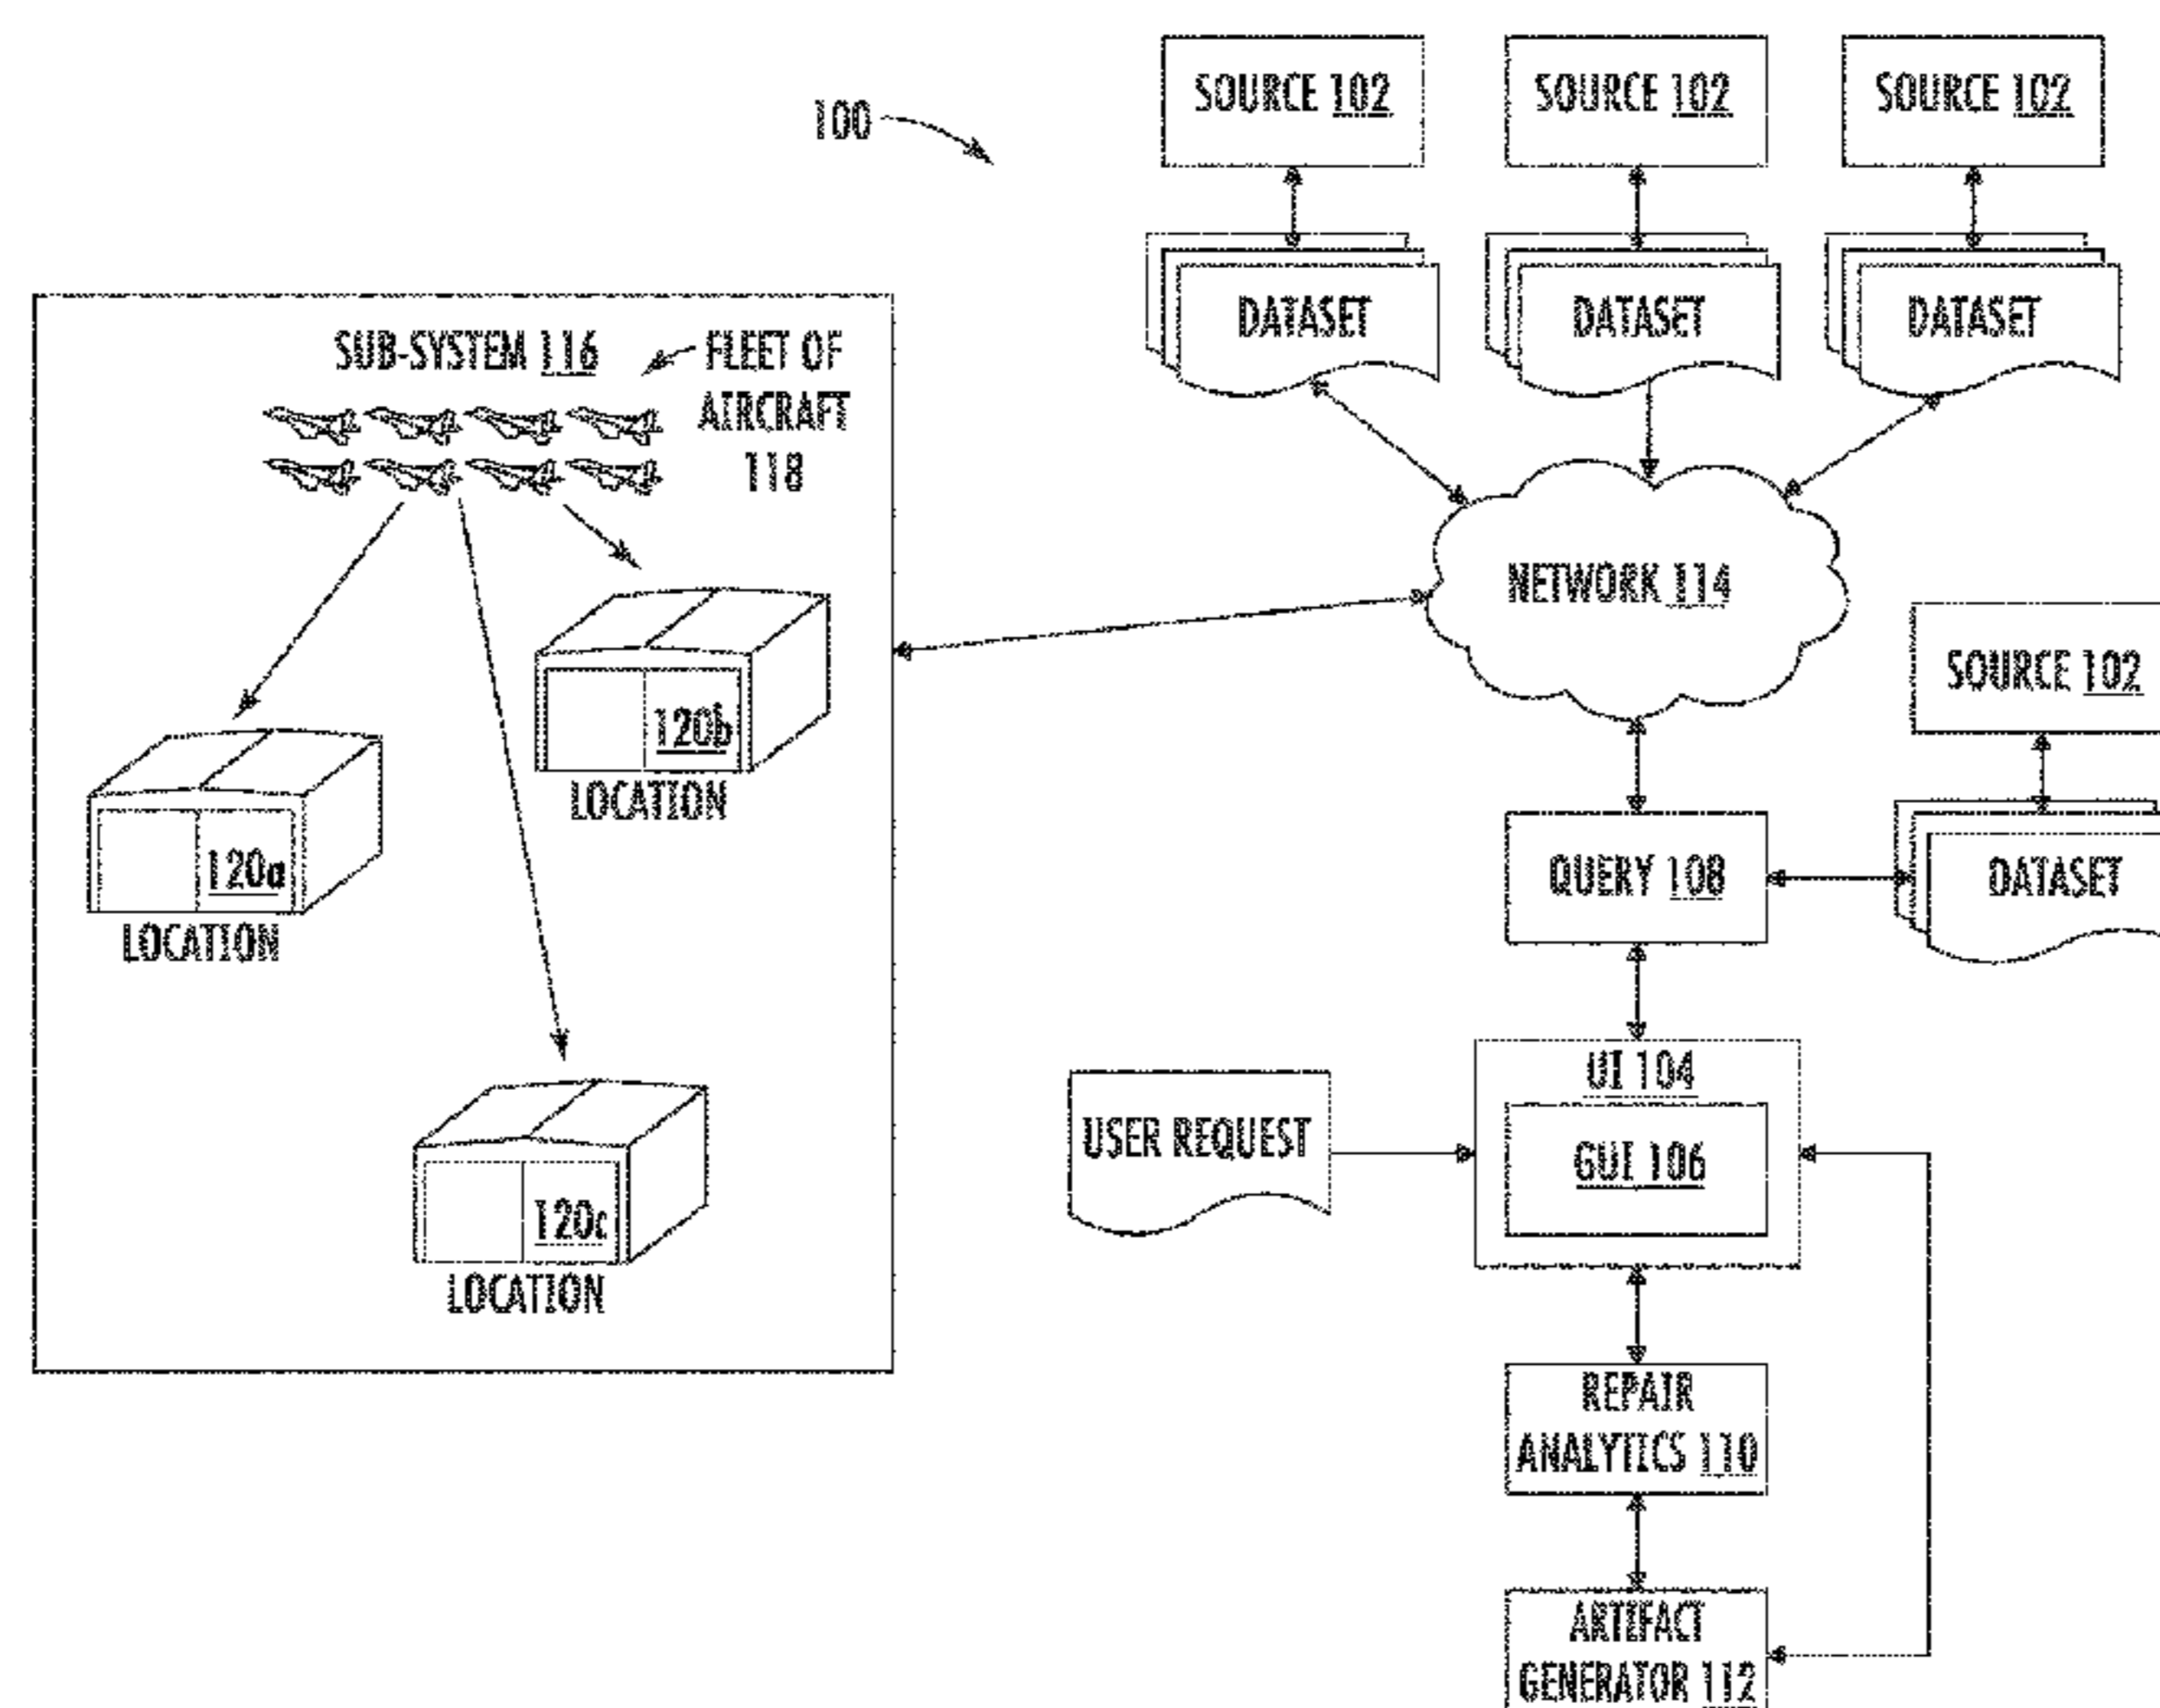 100
SOURCE 102
SOURCE 102
SOURCE 102
DATASET
DATASET
DATASET
SUB-SYSTEM 116
FLEET OF
AIRCRAFT
118
NETWORK 114
120b
LOCATION
120a
LOCATION
120c
LOCATION
SOURCE 102
QUERY 108
DATASET
UI 104
GUI 106
USER REQUEST
REPAIR
ANALYTICS 110
ARTIFACT
GENERATOR 112